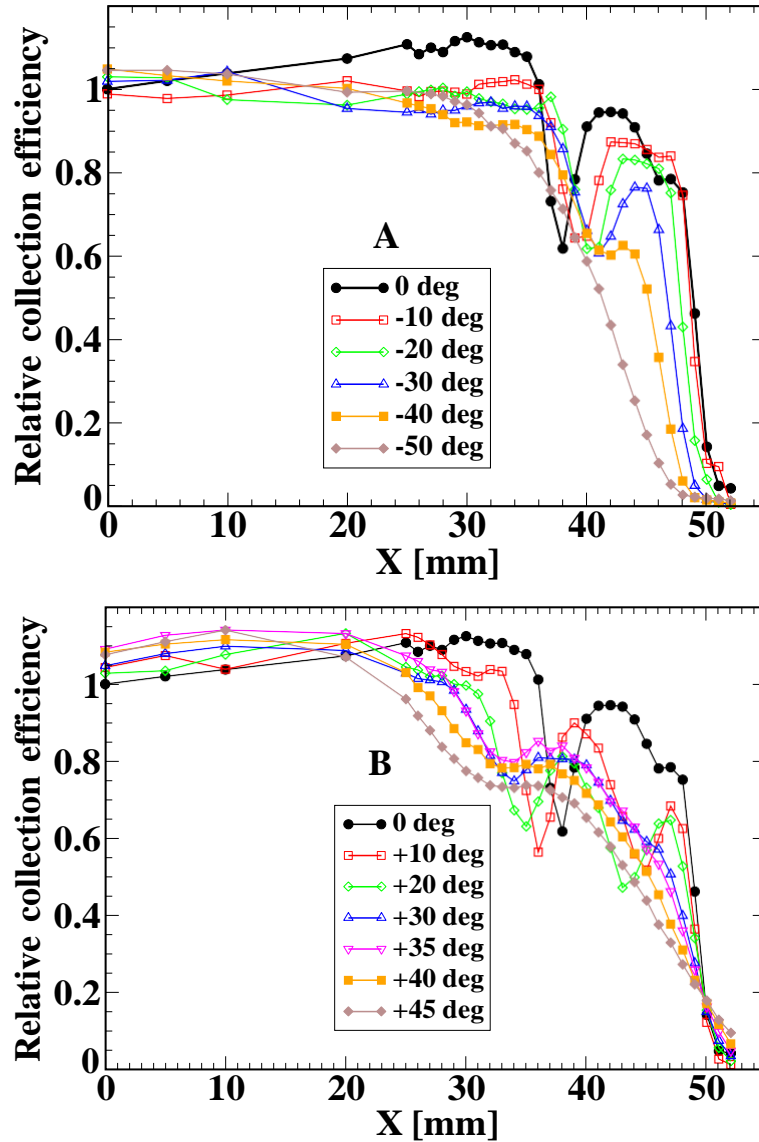 Relative collection efficiency
1
0.8
0.6
0.4
0.2
0
A
0 deg
-10 deg
-20 deg
-30 deg
-40 deg
-50 deg
0 10 20 30 40 50
X [mm]
Relative collection efficiency
1
0.8
0.6
0.4
0.2
0
B
0 deg
+10 deg
+20 deg
+30 deg
+35 deg
+40 deg
+45 deg
0 10 20 30 40 50
X [mm]